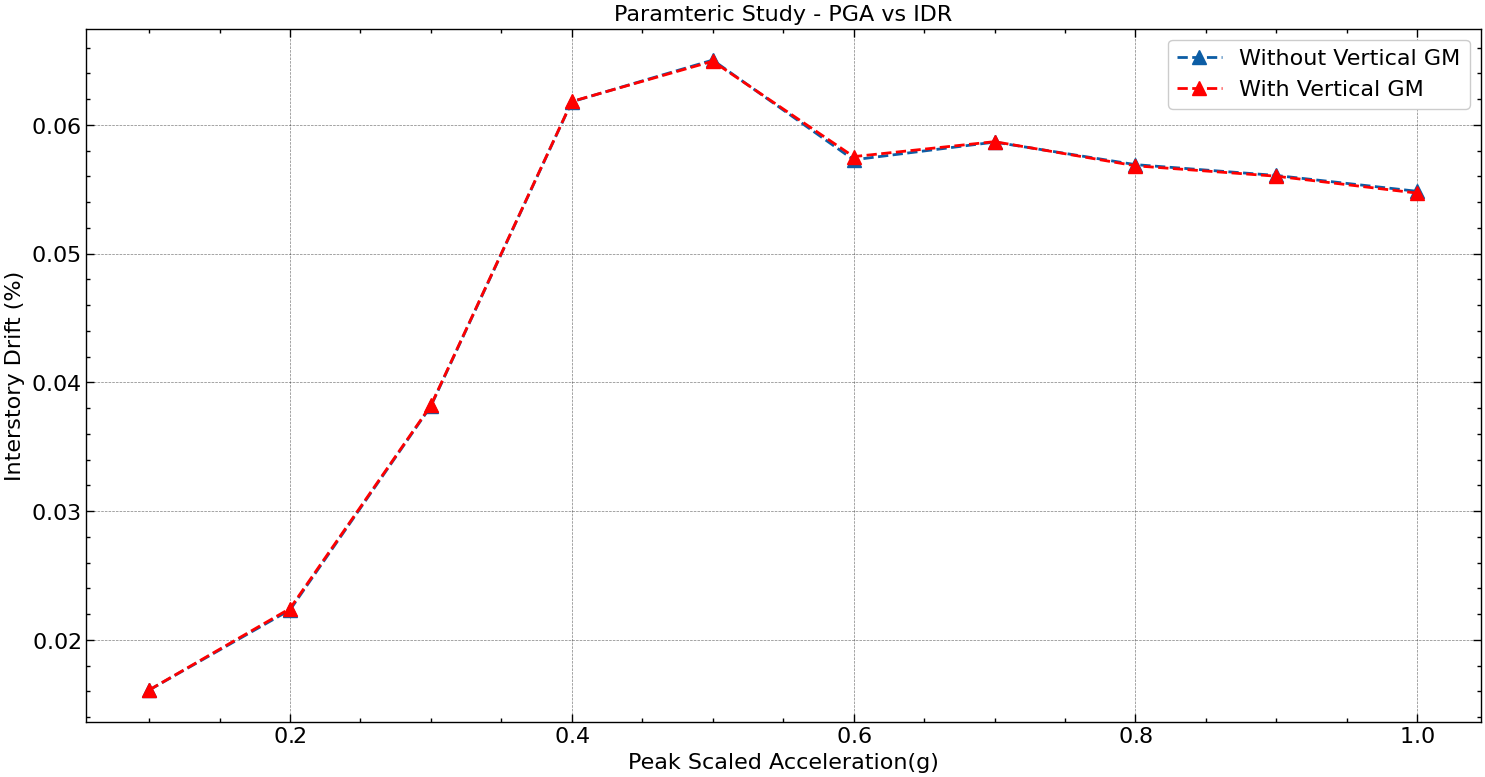 Paramteric Study - PGA vs IDR
Without Vertical GM
With Vertical GM
Interstory Drift (%)
0.06
0.05
0.04
0.03
0.02
0.2 0.4 0.6 0.8 1.0
Peak Scaled Acceleration(g)